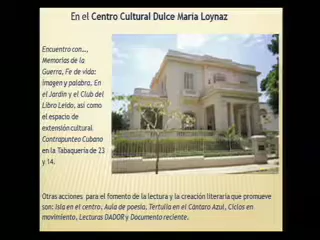 En el Centro Cultural Dulce María Loynaz
Encuentro con…,
Memorias de la
Guerra, Fe de vida:
imagen y palabra, En
el Jardín y el Club del
Libro Leído, así como
el espacio de
extensión cultural
Contrapunteo Cubano
en la Tabaquería de 23
y 14.
Otras acciones para el fomento de la lectura y la creación literaria que promueve
son: Isla en el centro, Aula de poesía, Tertulia en el Cántaro Azul, Ciclos en
movimiento, Lecturas DADOR y Documento reciente.